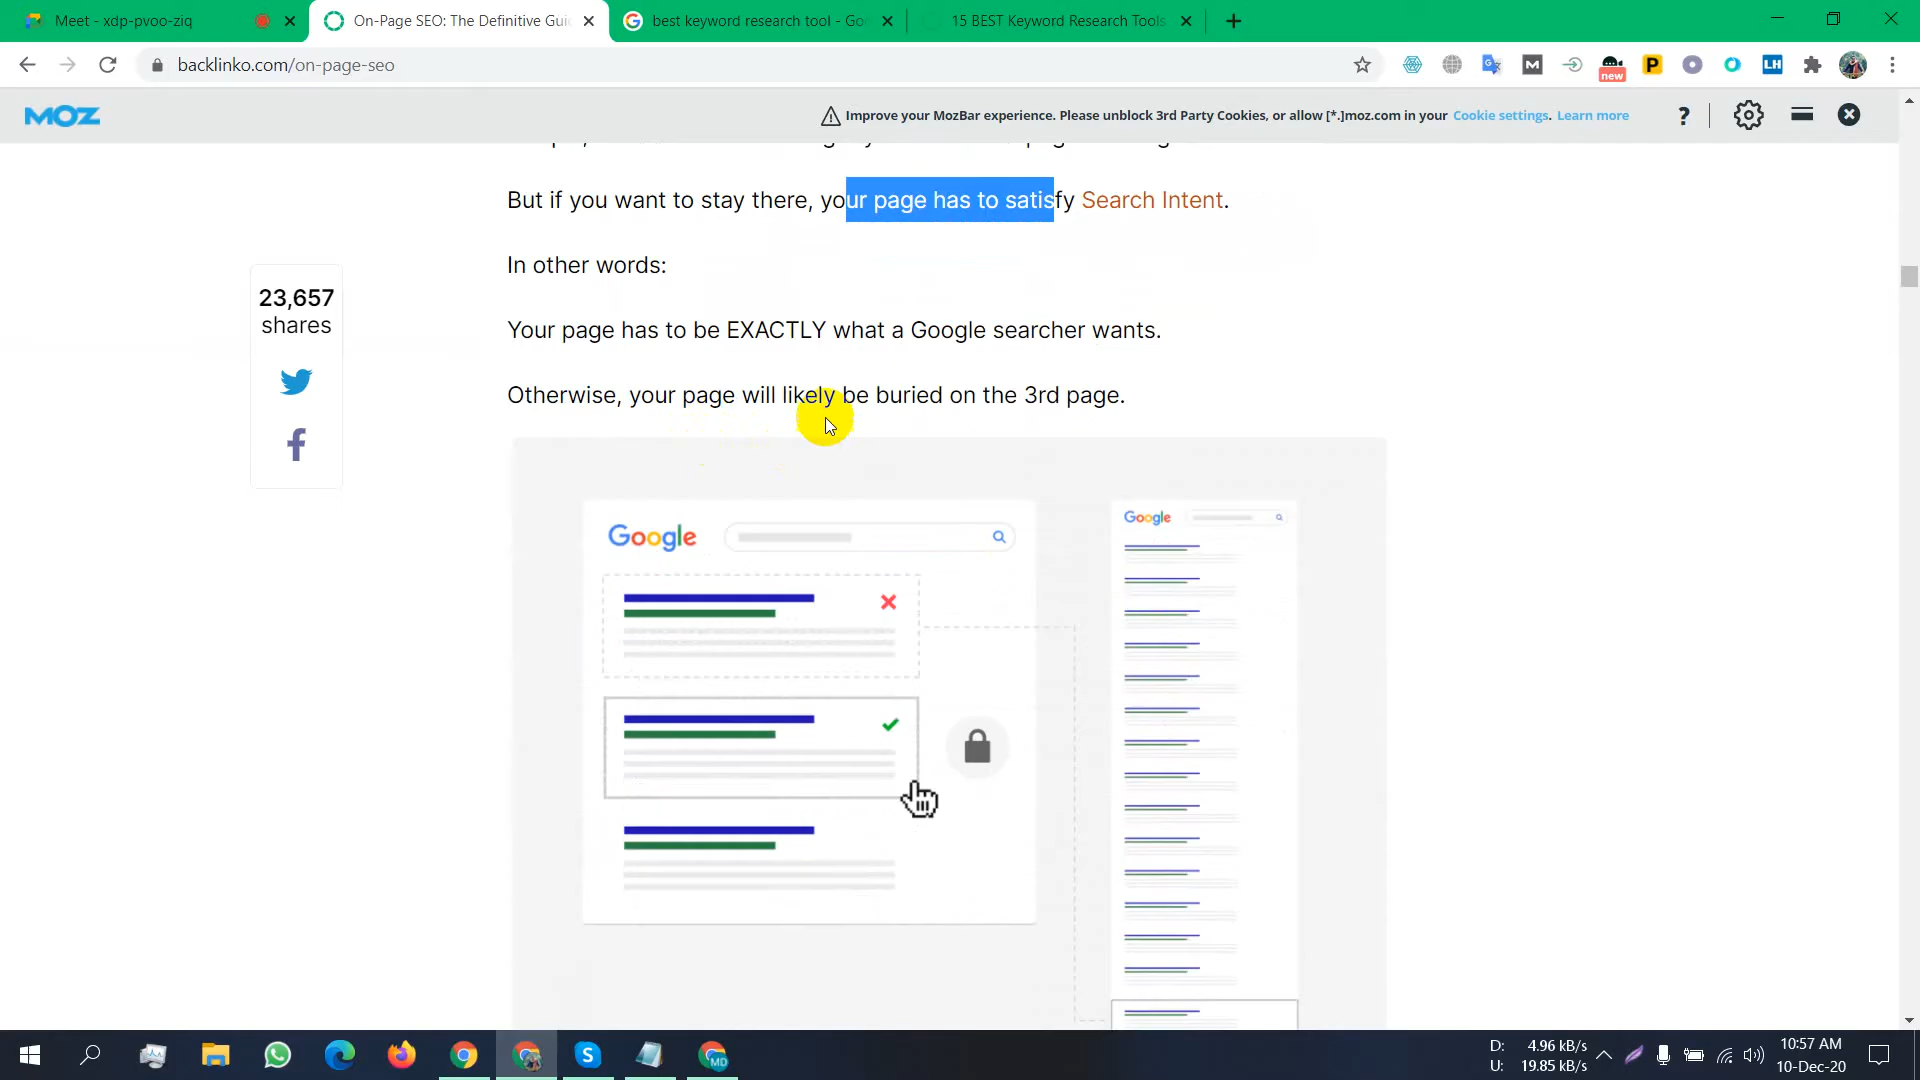 Meet - xdp-pvoo-ziq
On-Page SEO: The Definitive Gui
best keyword research tool - Goo
15 BEST Keyword Research Tools
backlinko.com/on-page-seo
new
P
M
LH
MOZ
Improve your MozBar experience. Please unblock 3rd Party Cookies, or allow [*.]moz.com in your Cookie settings. Learn more
?
But if you want to stay there, your page has to satisfy Search Intent.
In other words:
23,657
shares
Your page has to be EXACTLY what a Google searcher wants.
Otherwise, your page will likely be buried on the 3rd page.
Google
Google
MD
D: 4.96 kB/s
U: 19.85 kB/s
10:57 AM
10-Dec-20